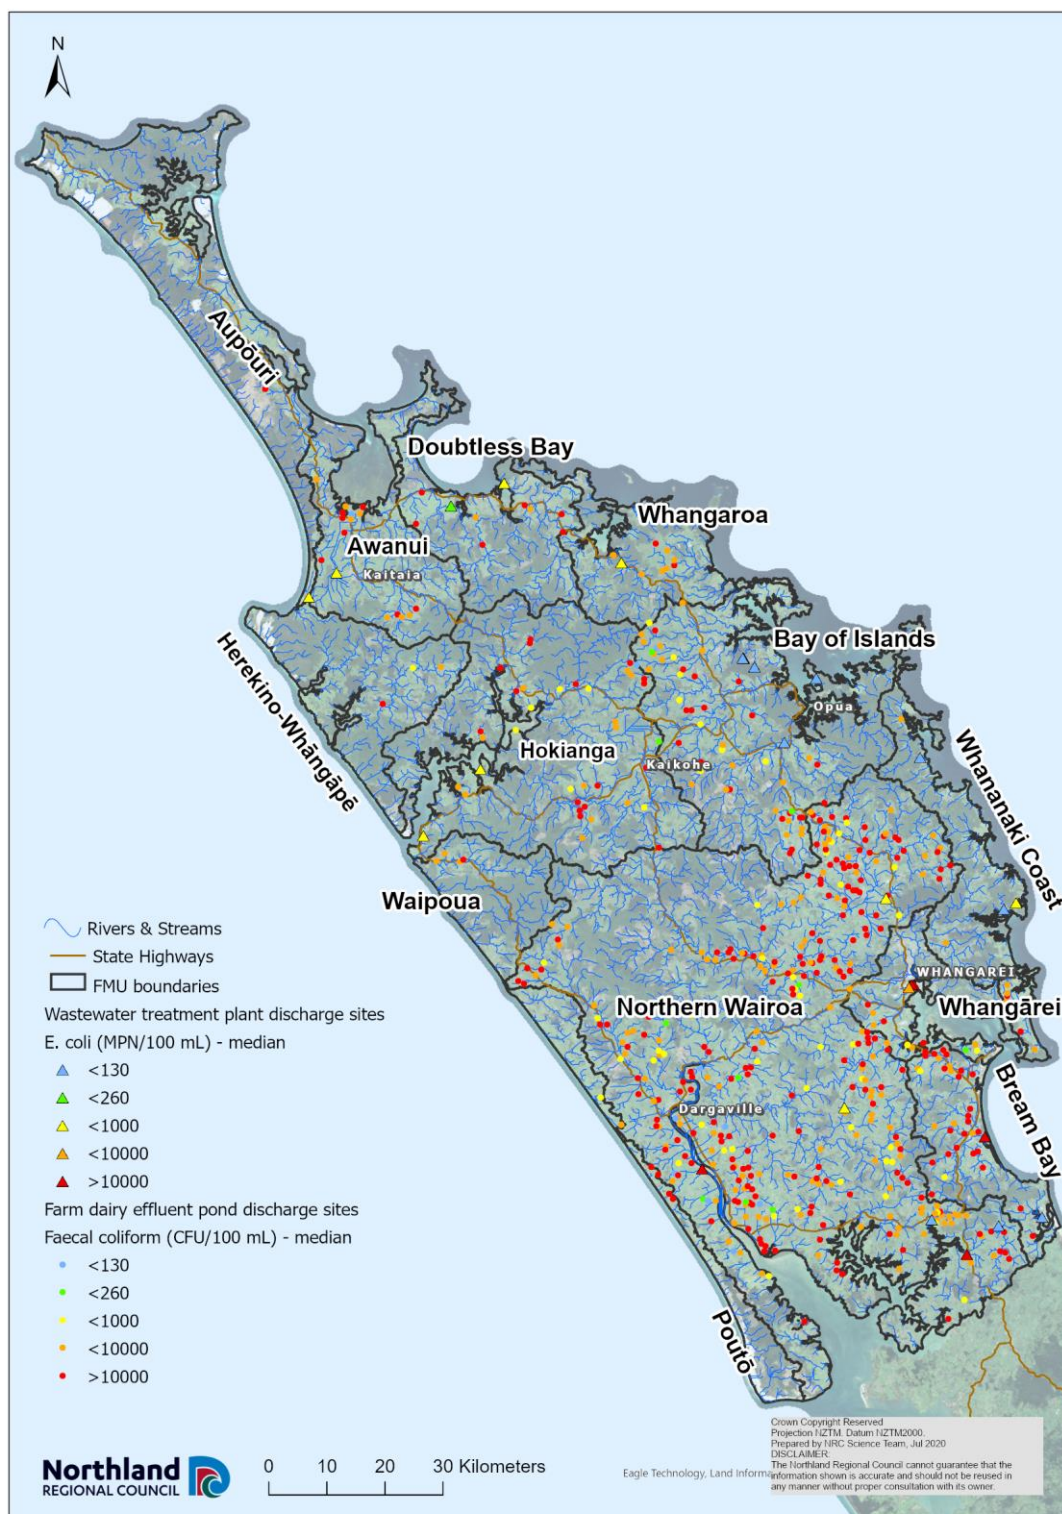 N
Aupōuri
Doubtless Bay
Whangaroa
Awanui
Kaitaia
Bay of Islands
Opua
Herekino-Whāngāpē
Hokianga
Kaikohe
Whananaki Coast
Waipoua
WHANGAREI
Northern Wairoa
Whangārei
Dargaville
Bream Bay
Poutō
Rivers & Streams
State Highways
FMU boundaries
Wastewater treatment plant discharge sites
E. coli (MPN/100 mL) - median
<130
<260
<1000
<10000
>10000
Farm dairy effluent pond discharge sites
Faecal coliform (CFU/100 mL) - median
<130
<260
<1000
<10000
>10000
Northland
REGIONAL COUNCIL
0 10 20 30 Kilometers
Eagle Technology, Land Informa
Crown Copyright Reserved
Projection NZTM. Datum NZTM2000.
Prepared by NRC Science Team, Jul 2020
DISCLAIMER:
The Northland Regional Council cannot guarantee that the
information shown is accurate and should not be reused in
any manner without proper consultation with its owner.